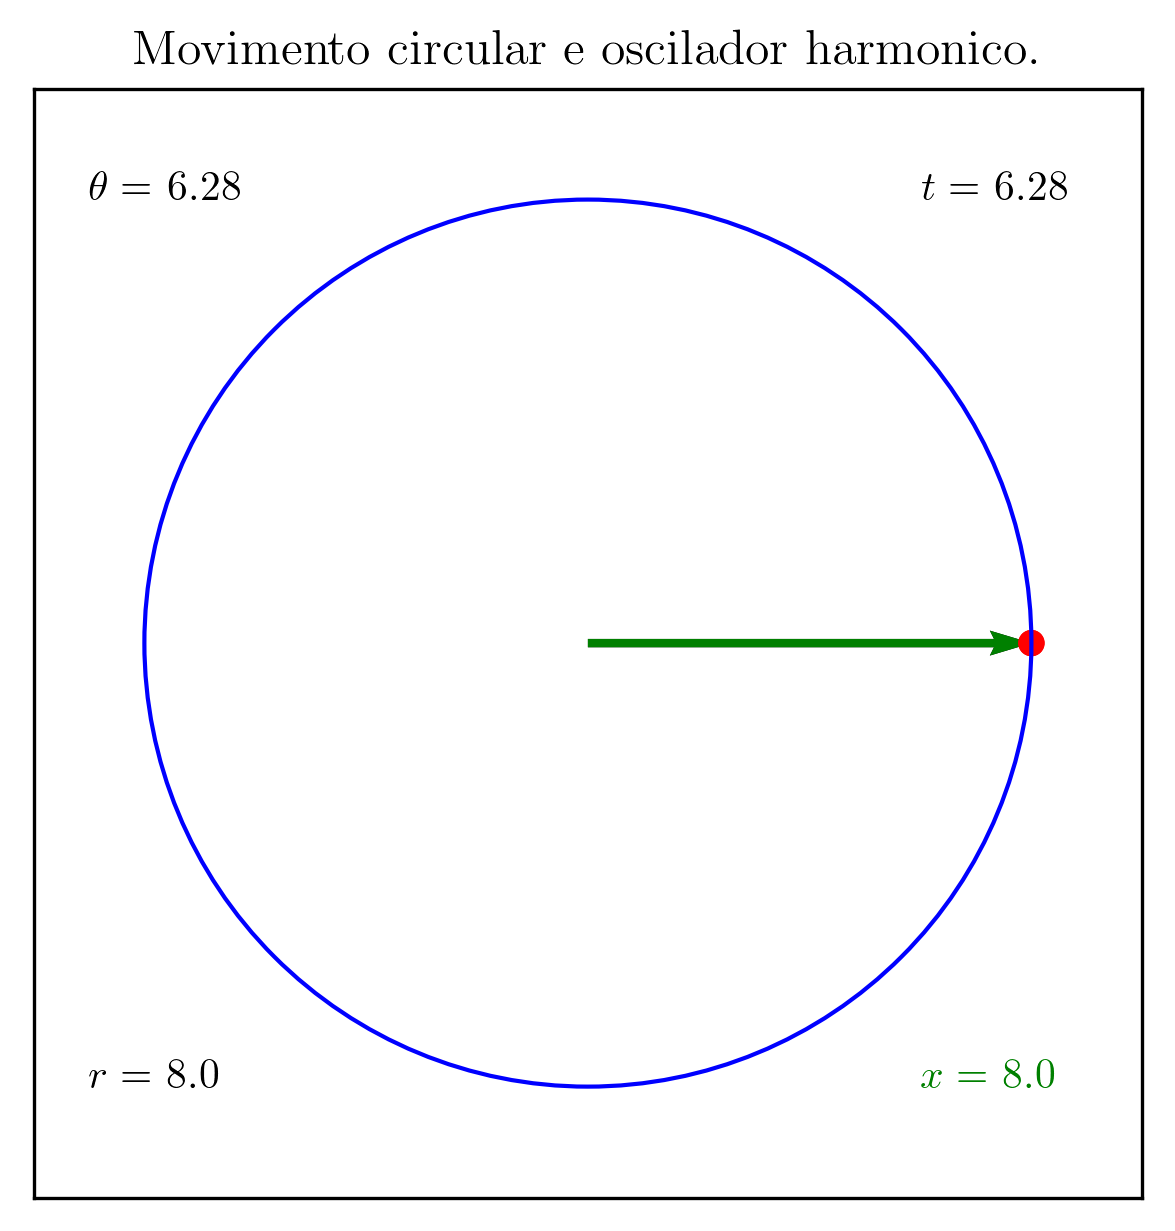 Movimento circular e oscilador harmonico.
θ = 6.28
t = 6.28
r = 8.0
x = 8.0